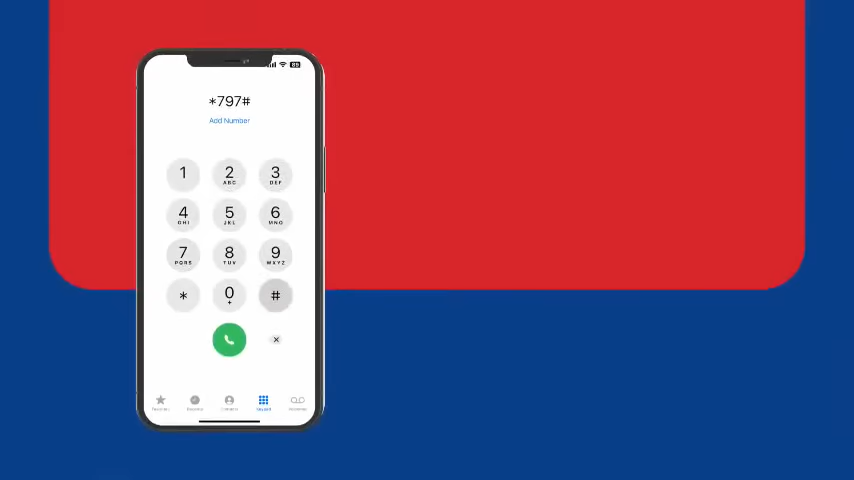 85
*797#
Add Number
1 2 3
ABC DEF
4 5 6
GHI JKL MNO
7 8 9
PQRS TUV WXYZ
* 0 #
+